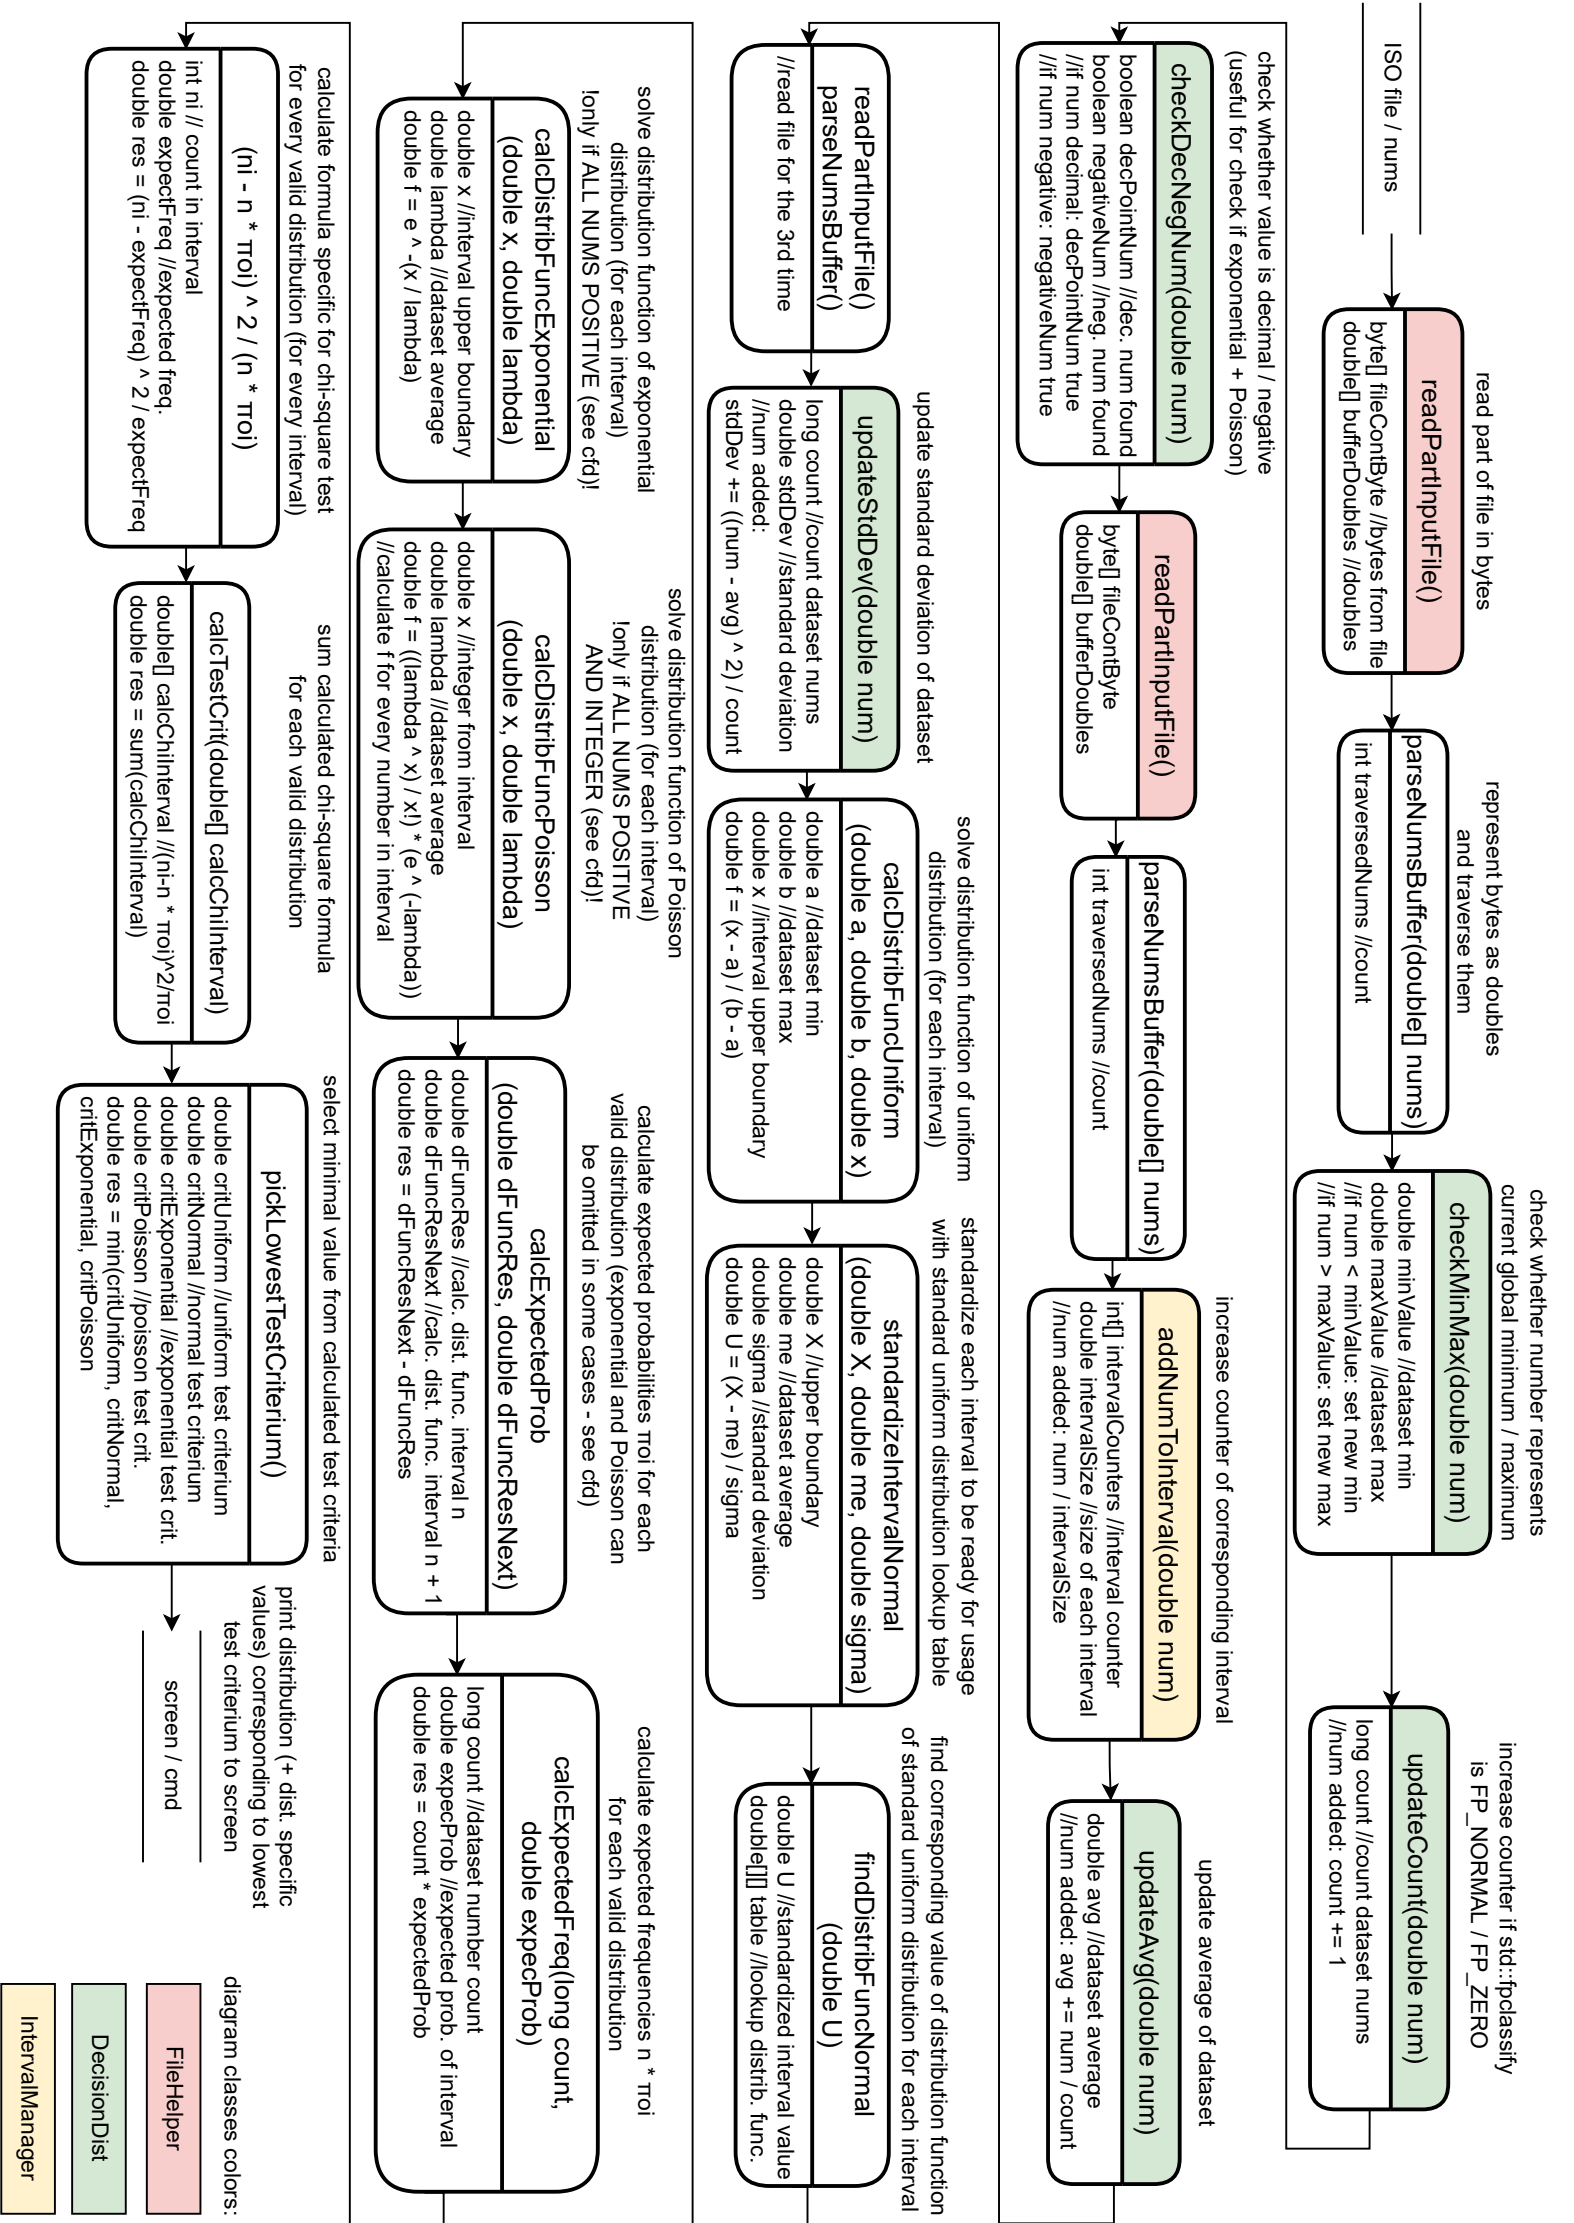 ISO file / nums
read part of file in bytes
readPartInputFile()
byte[] fileContByte //bytes from file
double[] bufferDoubles //doubles
represent bytes as doubles
and traverse them
parseNumsBuffer(double[] nums)
int traversedNums //count
check whether number represents
current global minimum / maximum
checkMinMax(double num)
double minValue //dataset min
double maxValue //dataset max
//if num < minValue: set new min
//if num > maxValue: set new max
increase counter if std::fpclassify
is FP_NORMAL / FP_ZERO
updateCount(double num)
long count //count dataset nums
//num added: count += 1
check whether value is decimal / negative
(useful for check if exponential + Poisson)
checkDecNegNum(double num)
boolean decPointNum //dec. num found
boolean negativeNum //neg. num found
//if num decimal: decPointNum true
//if num negative: negativeNum true
readPartInputFile()
byte[] fileContByte
double[] bufferDoubles
parseNumsBuffer(double[] nums)
int traversedNums //count
increase counter of corresponding interval
addNumToInterval(double num)
int[] intervalCounters //interval counter
double intervalSize //size of each interval
//num added: num / intervalSize
update average of dataset
updateAvg(double num)
double avg //dataset average
//num added: avg += num / count
readPartInputFile()
parseNumsBuffer()
//read file for the 3rd time
update standard deviation of dataset
updateStdDev(double num)
long count //count dataset nums
double stdDev //standard deviation
//num added:
stdDev += ((num - avg) ^ 2) / count
solve distribution function of uniform
distribution (for each interval)
calcDistribFuncUniform
(double a, double b, double x)
double a //dataset min
double b //dataset max
double x //interval upper boundary
double f = (x - a) / (b - a)
standardize each interval to be ready for usage
with standard uniform distribution lookup table
standardizeIntervalNormal
(double X, double me, double sigma)
double X //upper boundary
double me //dataset average
double sigma //standard deviation
double U = (X - me) / sigma
find corresponding value of distribution function
of standard uniform distribution for each interval
findDistribFuncNormal
(double U)
double U //standardized interval value
double[][] table //lookup distrib. func.
solve distribution function of exponential
distribution (for each interval)
!only if ALL NUMS POSITIVE (see cfd)!
calcDistribFuncExponential
(double x, double lambda)
double x //interval upper boundary
double lambda //dataset average
double f = e ^ -(x / lambda)
solve distribution function of Poisson
distribution (for each interval)
!only if ALL NUMS POSITIVE
AND INTEGER (see cfd)!
calcDistribFuncPoisson
(double x, double lambda)
double x //integer from interval
double lambda //dataset average
double f = ((lambda ^ x) / x!) * (e ^ (-lambda))
//calculate f for every number in interval
calculate expected probabilities πoi for each
valid distribution (exponential and Poisson can
be omitted in some cases - see cfd)
calcExpectedProb
(double dFuncRes, double dFuncResNext)
double dFuncRes //calc. dist. func. interval n
double dFuncResNext //calc. dist. func. interval n + 1
double res = dFuncResNext - dFuncRes
calculate expected frequencies n * πoi
for each valid distribution
calcExpectedFreq(long count,
double expecProb)
long count //dataset number count
double expecProb //expected prob. of interval
double res = count * expectedProb
calculate formula specific for chi-square test
for every valid distribution (for every interval)
(ni - n * πoi) ^ 2 / (n * πoi)
int ni // count in interval
double expectFreq //expected freq.
double res = (ni - expectFreq) ^ 2 / expectFreq
sum calculated chi-square formula
for each valid distribution
calcTestCrit(double[] calcChiInterval)
double[] calcChiInterval //(ni-n * πoi)^2/πoi
double res = sum(calcChiInterval)
select minimal value from calculated test criteria
pickLowestTestCriterium()
double critUniform //uniform test criterium
double critNormal //normal test criterium
double critExponential //exponential test crit.
double critPoisson //poisson test crit.
double res = min(critUniform, critNormal,
critExponential, critPoisson
print distribution (+ dist. specific
values) corresponding to lowest
test criterium to screen
screen / cmd
diagram classes colors:
FileHelper
DecisionDist
IntervalManager